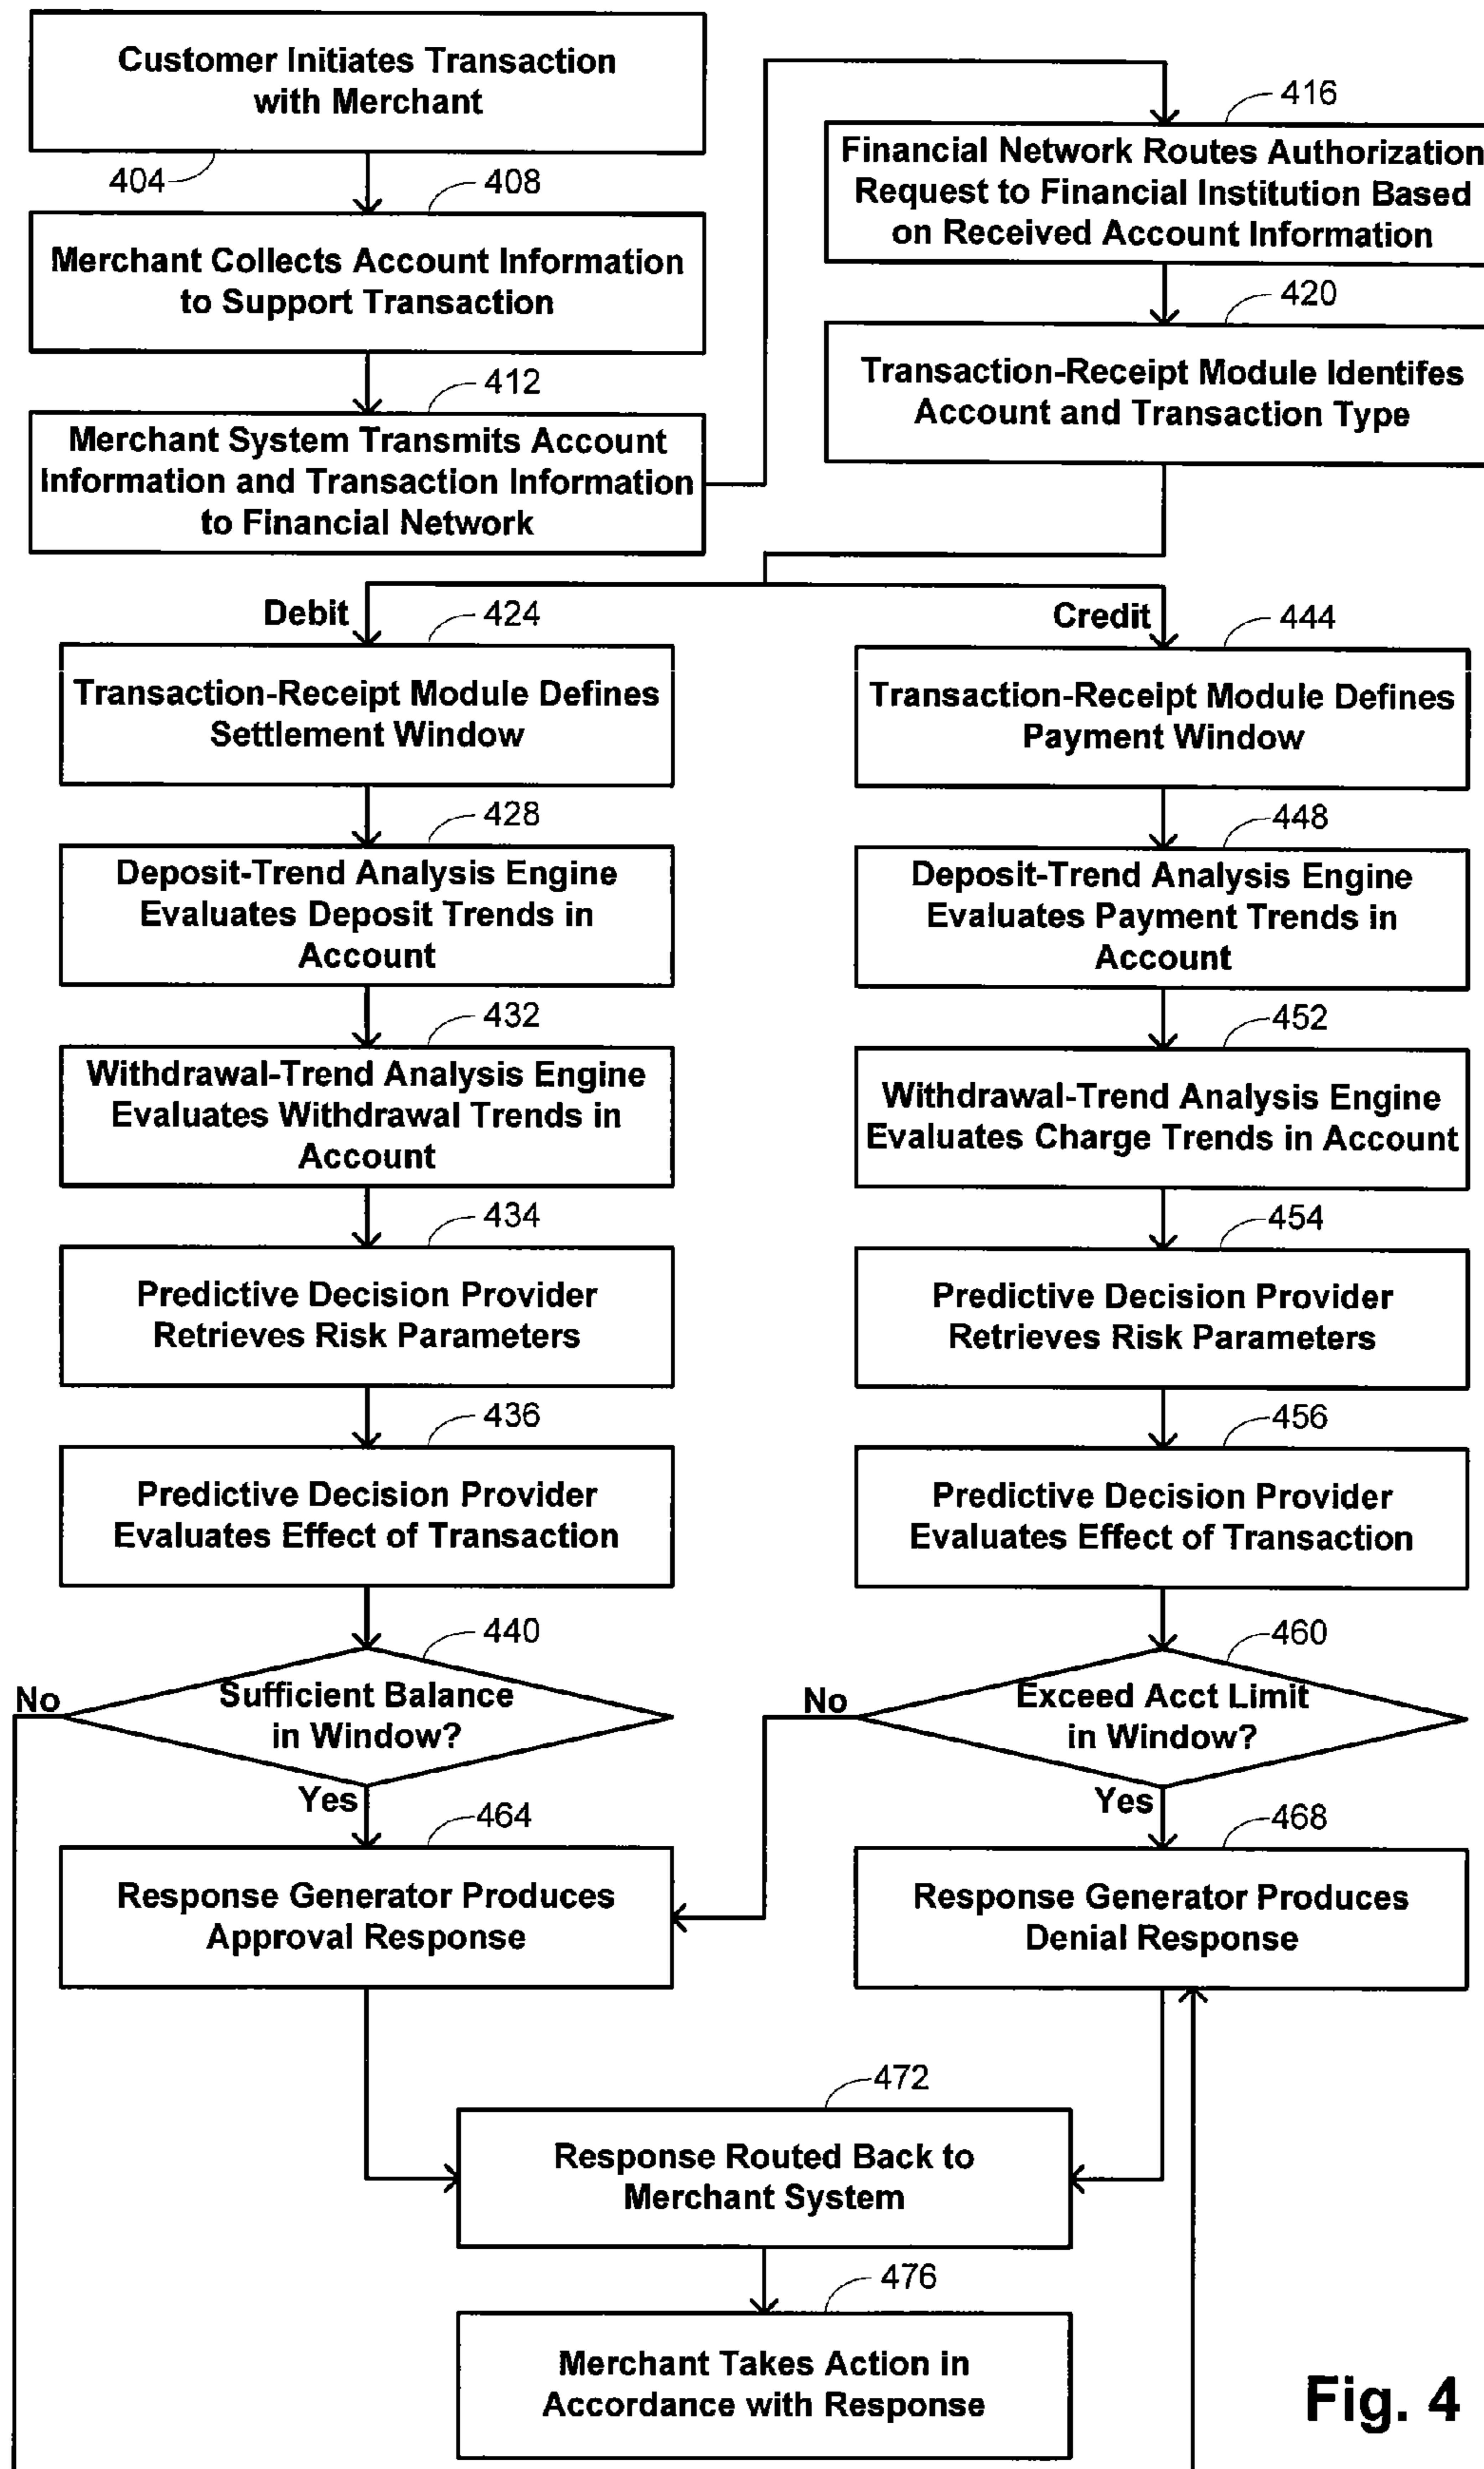 Customer Initiates Transaction
with Merchant
404
408
Merchant Collects Account Information
to Support Transaction
412
Merchant System Transmits Account
Information and Transaction Information
to Financial Network
416
Financial Network Routes Authorization
Request to Financial Institution Based
on Received Account Information
420
Transaction-Receipt Module Identifes
Account and Transaction Type
Debit
424
Transaction-Receipt Module Defines
Settlement Window
428
Deposit-Trend Analysis Engine
Evaluates Deposit Trends in
Account
432
Withdrawal-Trend Analysis Engine
Evaluates Withdrawal Trends in
Account
434
Predictive Decision Provider
Retrieves Risk Parameters
436
Predictive Decision Provider
Evaluates Effect of Transaction
440
No
Sufficient Balance
in Window?
Yes
Credit
444
Transaction-Receipt Module Defines
Payment Window
448
Deposit-Trend Analysis Engine
Evaluates Payment Trends in
Account
452
Withdrawal-Trend Analysis Engine
Evaluates Charge Trends in Account
454
Predictive Decision Provider
Retrieves Risk Parameters
456
Predictive Decision Provider
Evaluates Effect of Transaction
460
No
Exceed Acct Limit
in Window?
Yes
464
Response Generator Produces
Approval Response
468
Response Generator Produces
Denial Response
472
Response Routed Back to
Merchant System
476
Merchant Takes Action in
Accordance with Response
Fig. 4